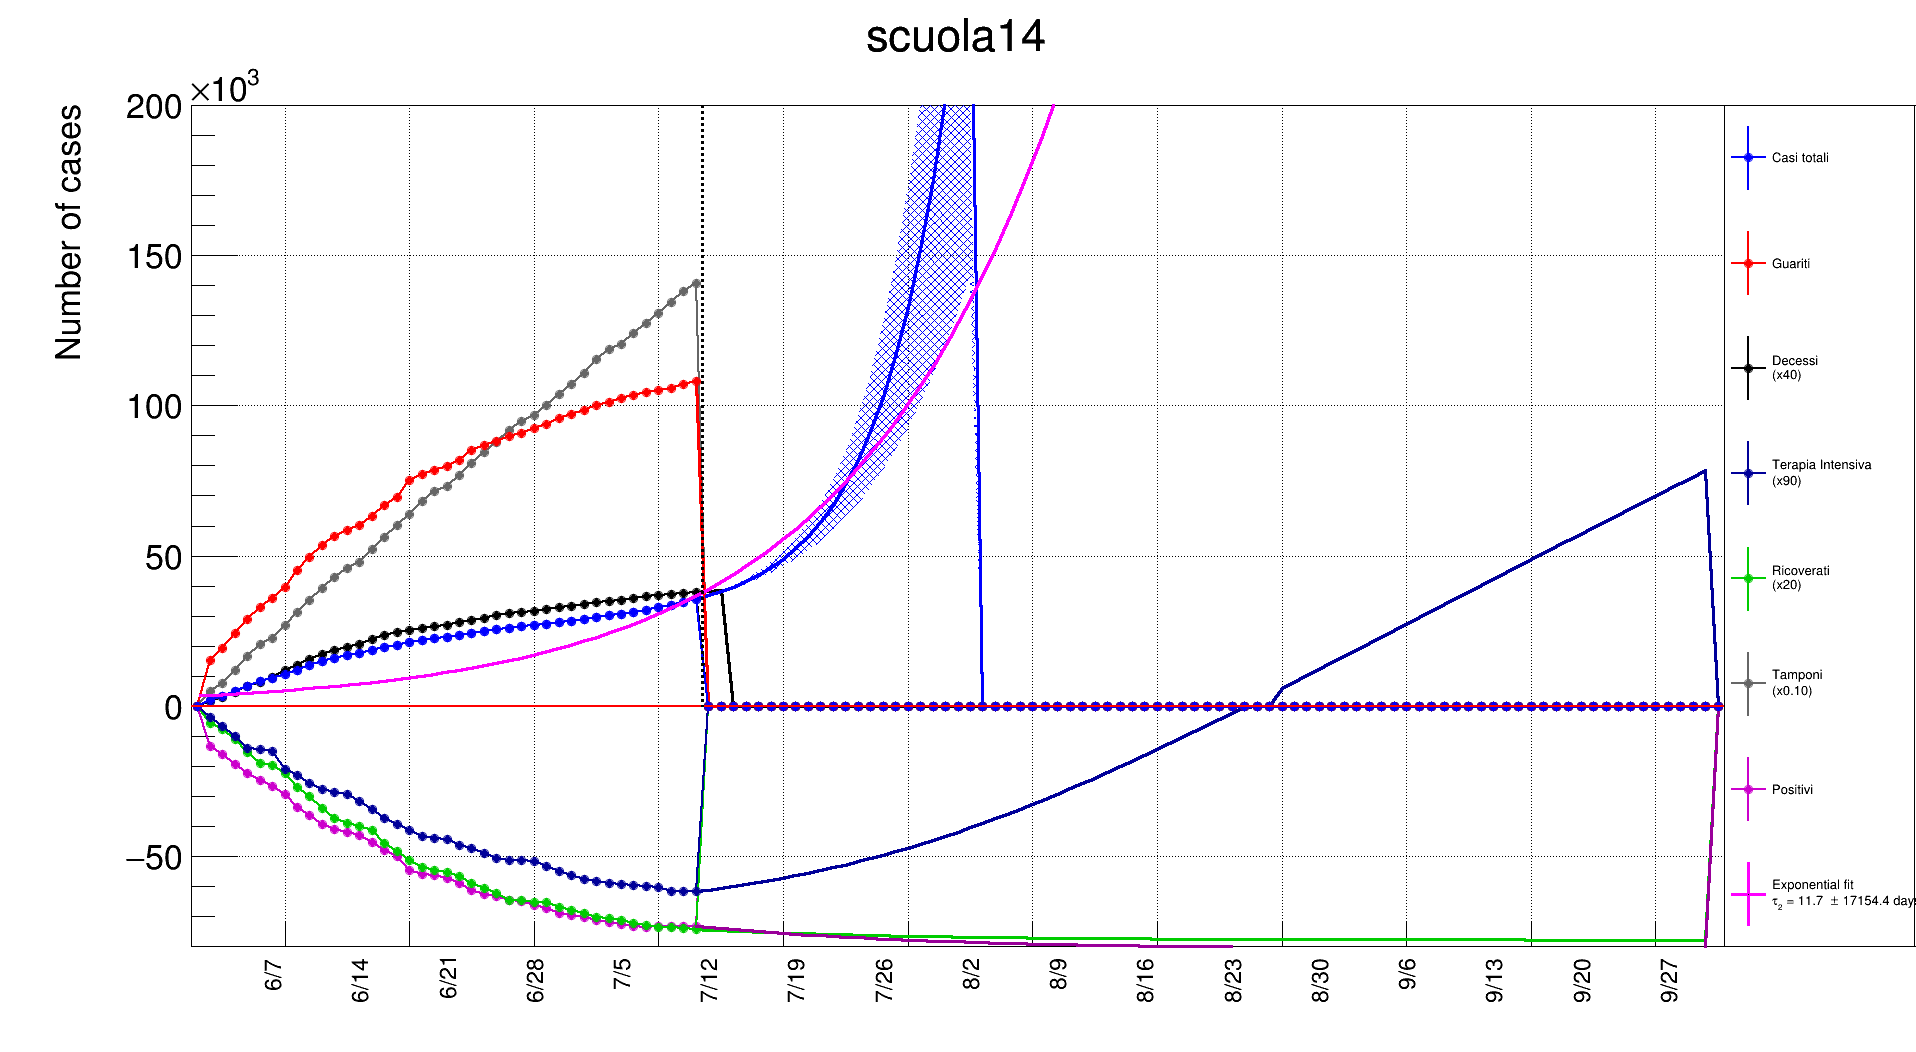 scuola14
×10³
Number of cases
200
150
100
50
0
−50
6/7
6/14
6/21
6/28
7/5
7/12
7/19
7/26
8/2
8/9
8/16
8/23
8/30
9/6
9/13
9/20
9/27
Casi totali
Guariti
Decessi
(x40)
Terapia Intensiva
(x90)
Ricoverati
(x20)
Tamponi
(x0.10)
Positivi
Exponential fit
τ₂ = 11.7 ± 17154.4 day